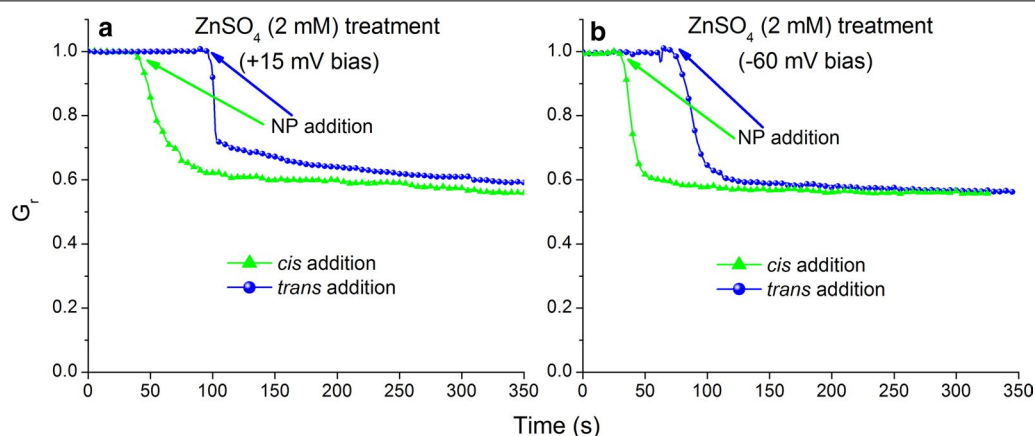 a
ZnSO₄ (2 mM) treatment
(+15 mV bias)
NP addition
cis addition
trans addition
1.0
0.8
0.6
0.4
0.2
0.0
0 50 100 150 200 250 300 350
b
ZnSO₄ (2 mM) treatment
(-60 mV bias)
NP addition
cis addition
trans addition
1.0
0.8
0.6
0.4
0.2
0.0
0 50 100 150 200 250 300 350
Gᵣ
Time (s)